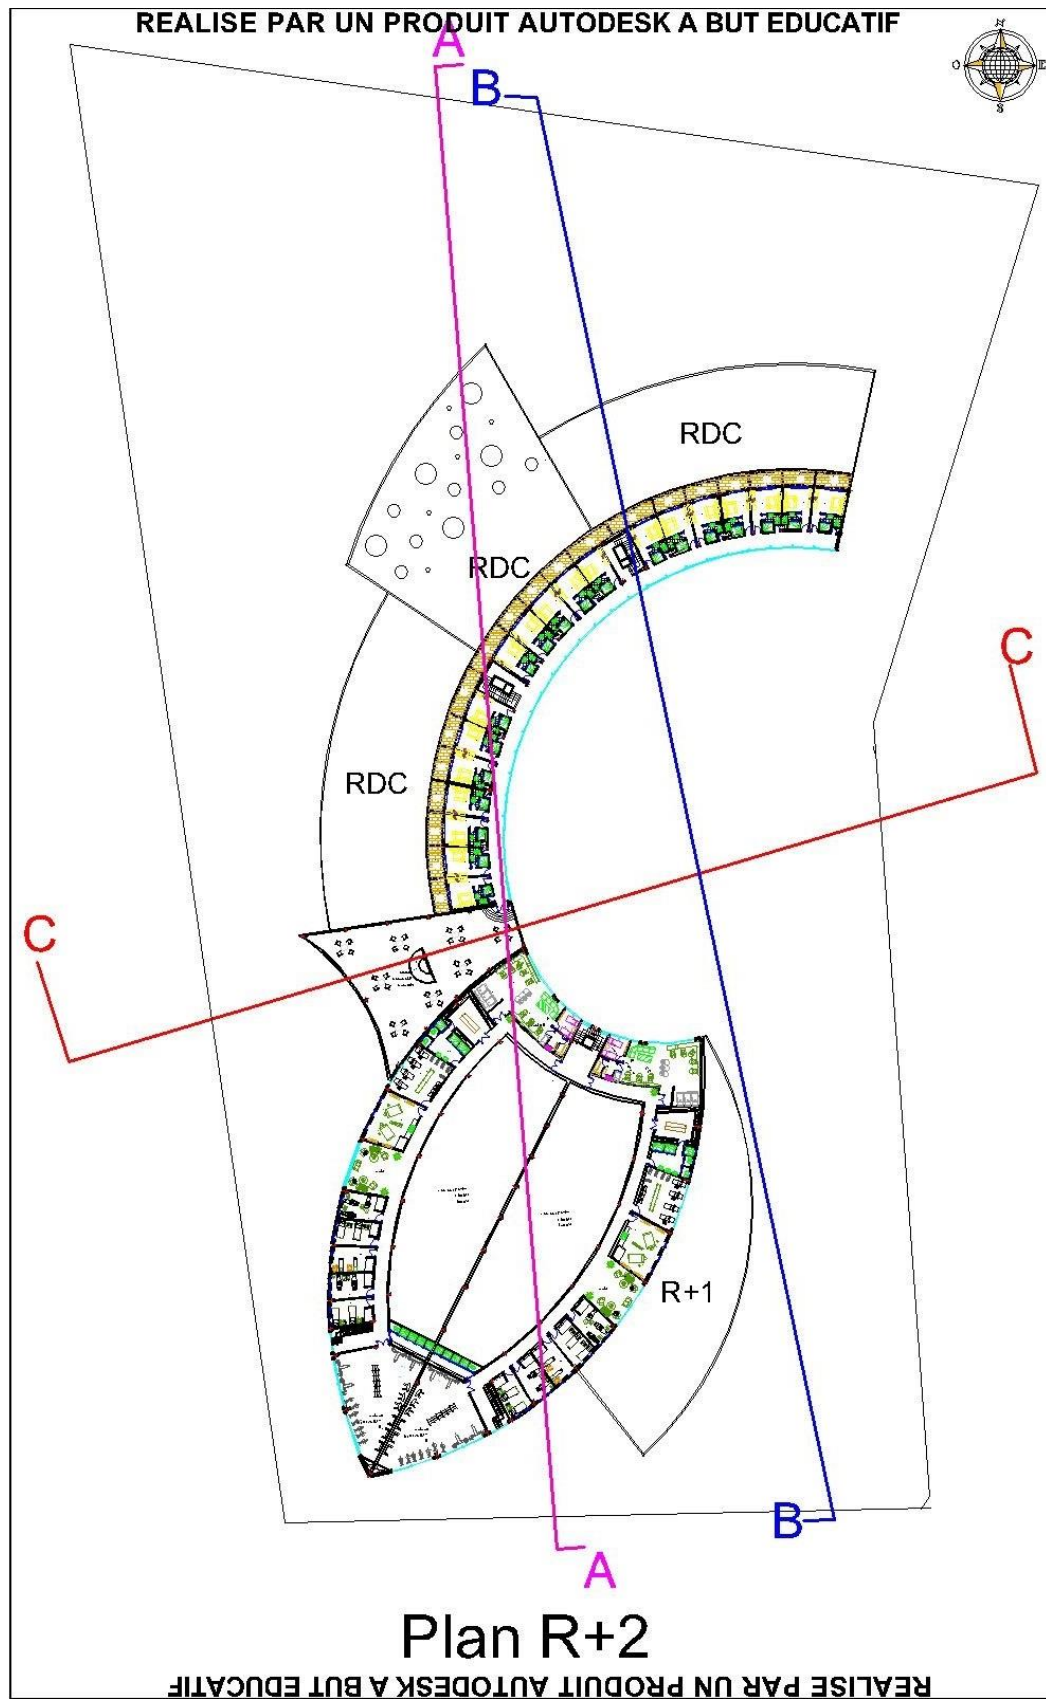 REALISE PAR UN PRODUIT AUTODESK A BUT EDUCATIF
A
B
N
O
E
S
RDC
RDC
RDC
C
C
R+1
B
A
Plan R+2
REALISE PAR UN PRODUIT AUTODESK A BUT EDUCATIF